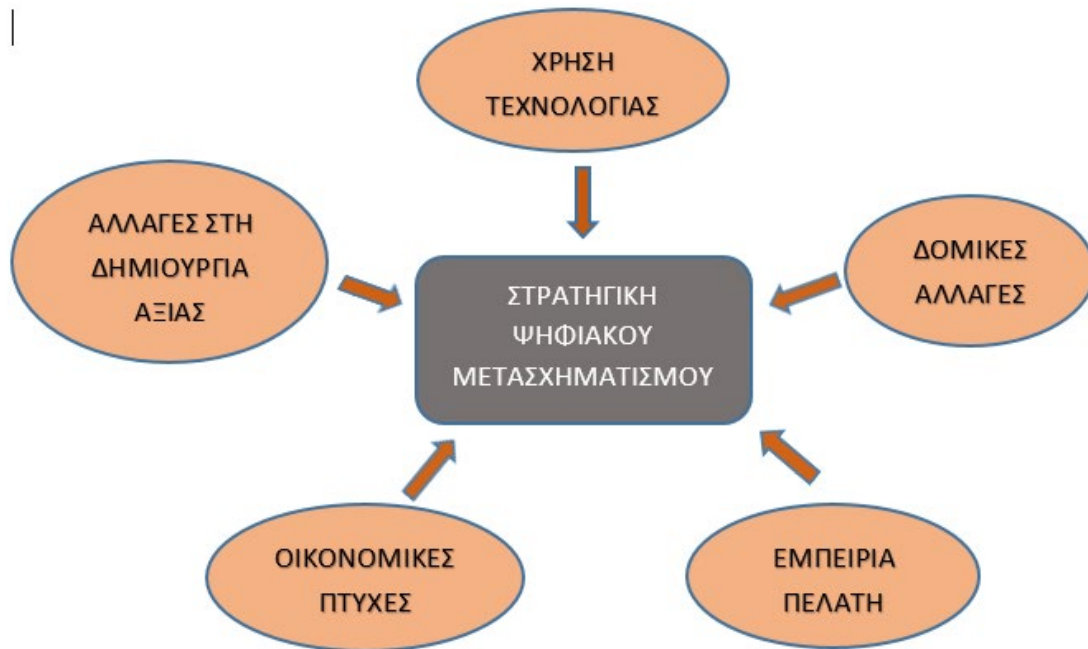 ΧΡΗΣΗ
ΤΕΧΝΟΛΟΓΙΑΣ
ΑΛΛΑΓΕΣ ΣΤΗ
ΔΗΜΙΟΥΡΓΙΑ
ΑΞΙΑΣ
ΔΟΜΙΚΕΣ
ΑΛΛΑΓΕΣ
ΣΤΡΑΤΗΓΙΚΗ
ΨΗΦΙΑΚΟΥ
ΜΕΤΑΣΧΗΜΑΤΙΣΜΟΥ
ΟΙΚΟΝΟΜΙΚΕΣ
ΠΤΥΧΕΣ
ΕΜΠΕΙΡΙΑ
ΠΕΛΑΤΗ